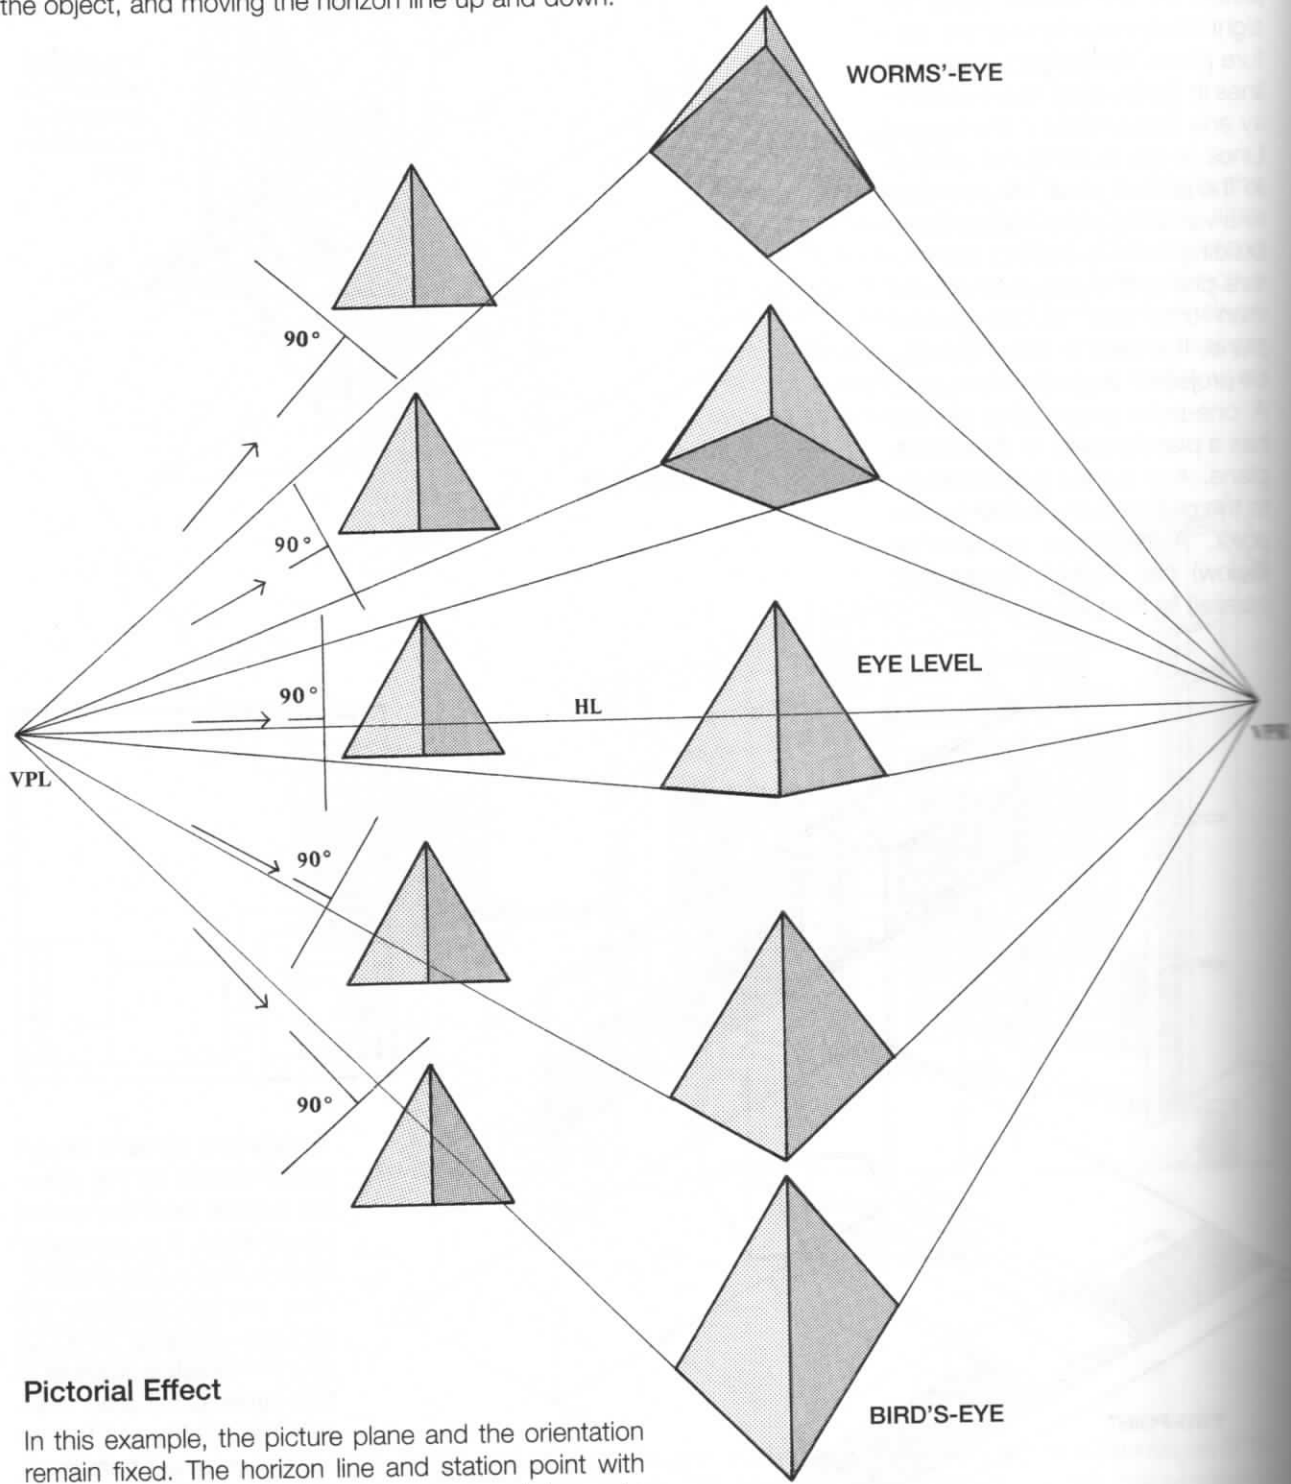 the object, and moving the horizon line up and down.
WORMS'-EYE
90°
90°
EYE LEVEL
90°
HL
VPL
90°
90°
BIRD'S-EYE
Pictorial Effect
In this example, the picture plane and the orientation
remain fixed. The horizon line and station point with